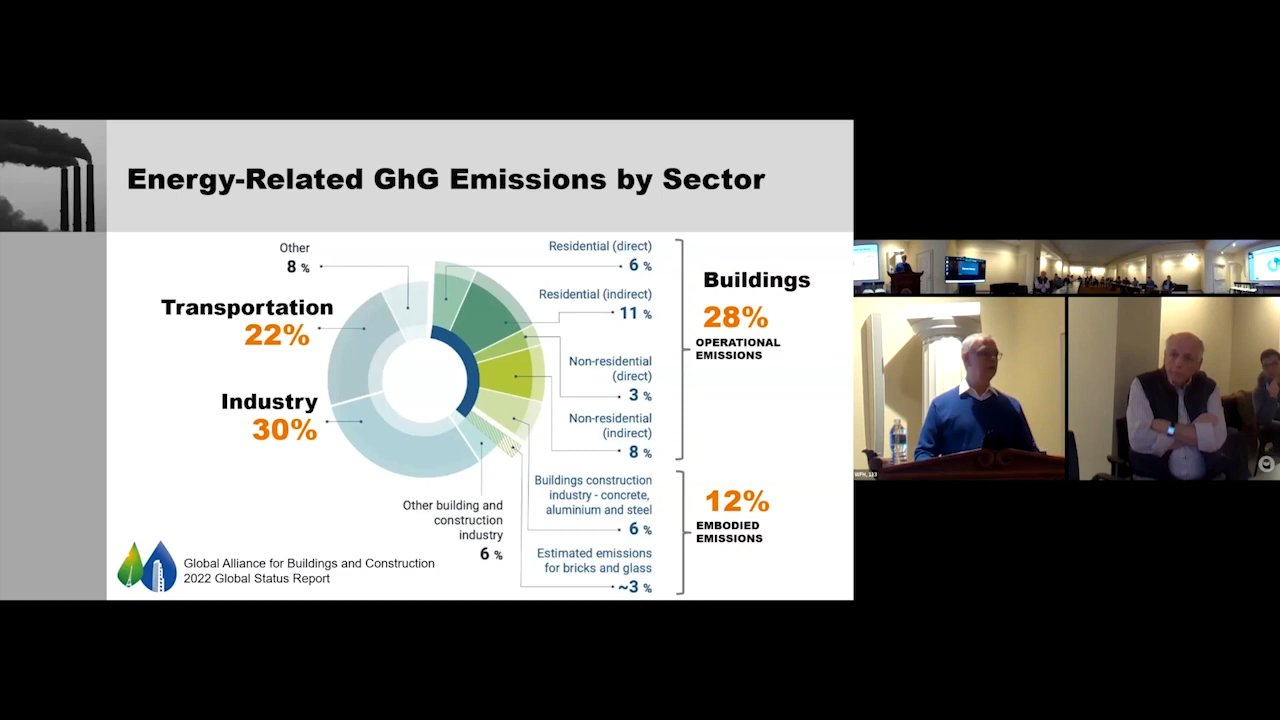 Energy-Related GhG Emissions by Sector
Other
8 %
Transportation
22%
Industry
30%
Residential (direct)
6 %
Residential (indirect)
11 %
Non-residential
(direct)
3 %
Non-residential
(indirect)
8 %
Buildings construction
industry - concrete,
aluminium and steel
6 %
Estimated emissions
for bricks and glass
~3 %
Other building and
construction
industry
6 %
Buildings
28%
OPERATIONAL
EMISSIONS
12%
EMBODIED
EMISSIONS
Global Alliance for Buildings and Construction
2022 Global Status Report
WFH, 113